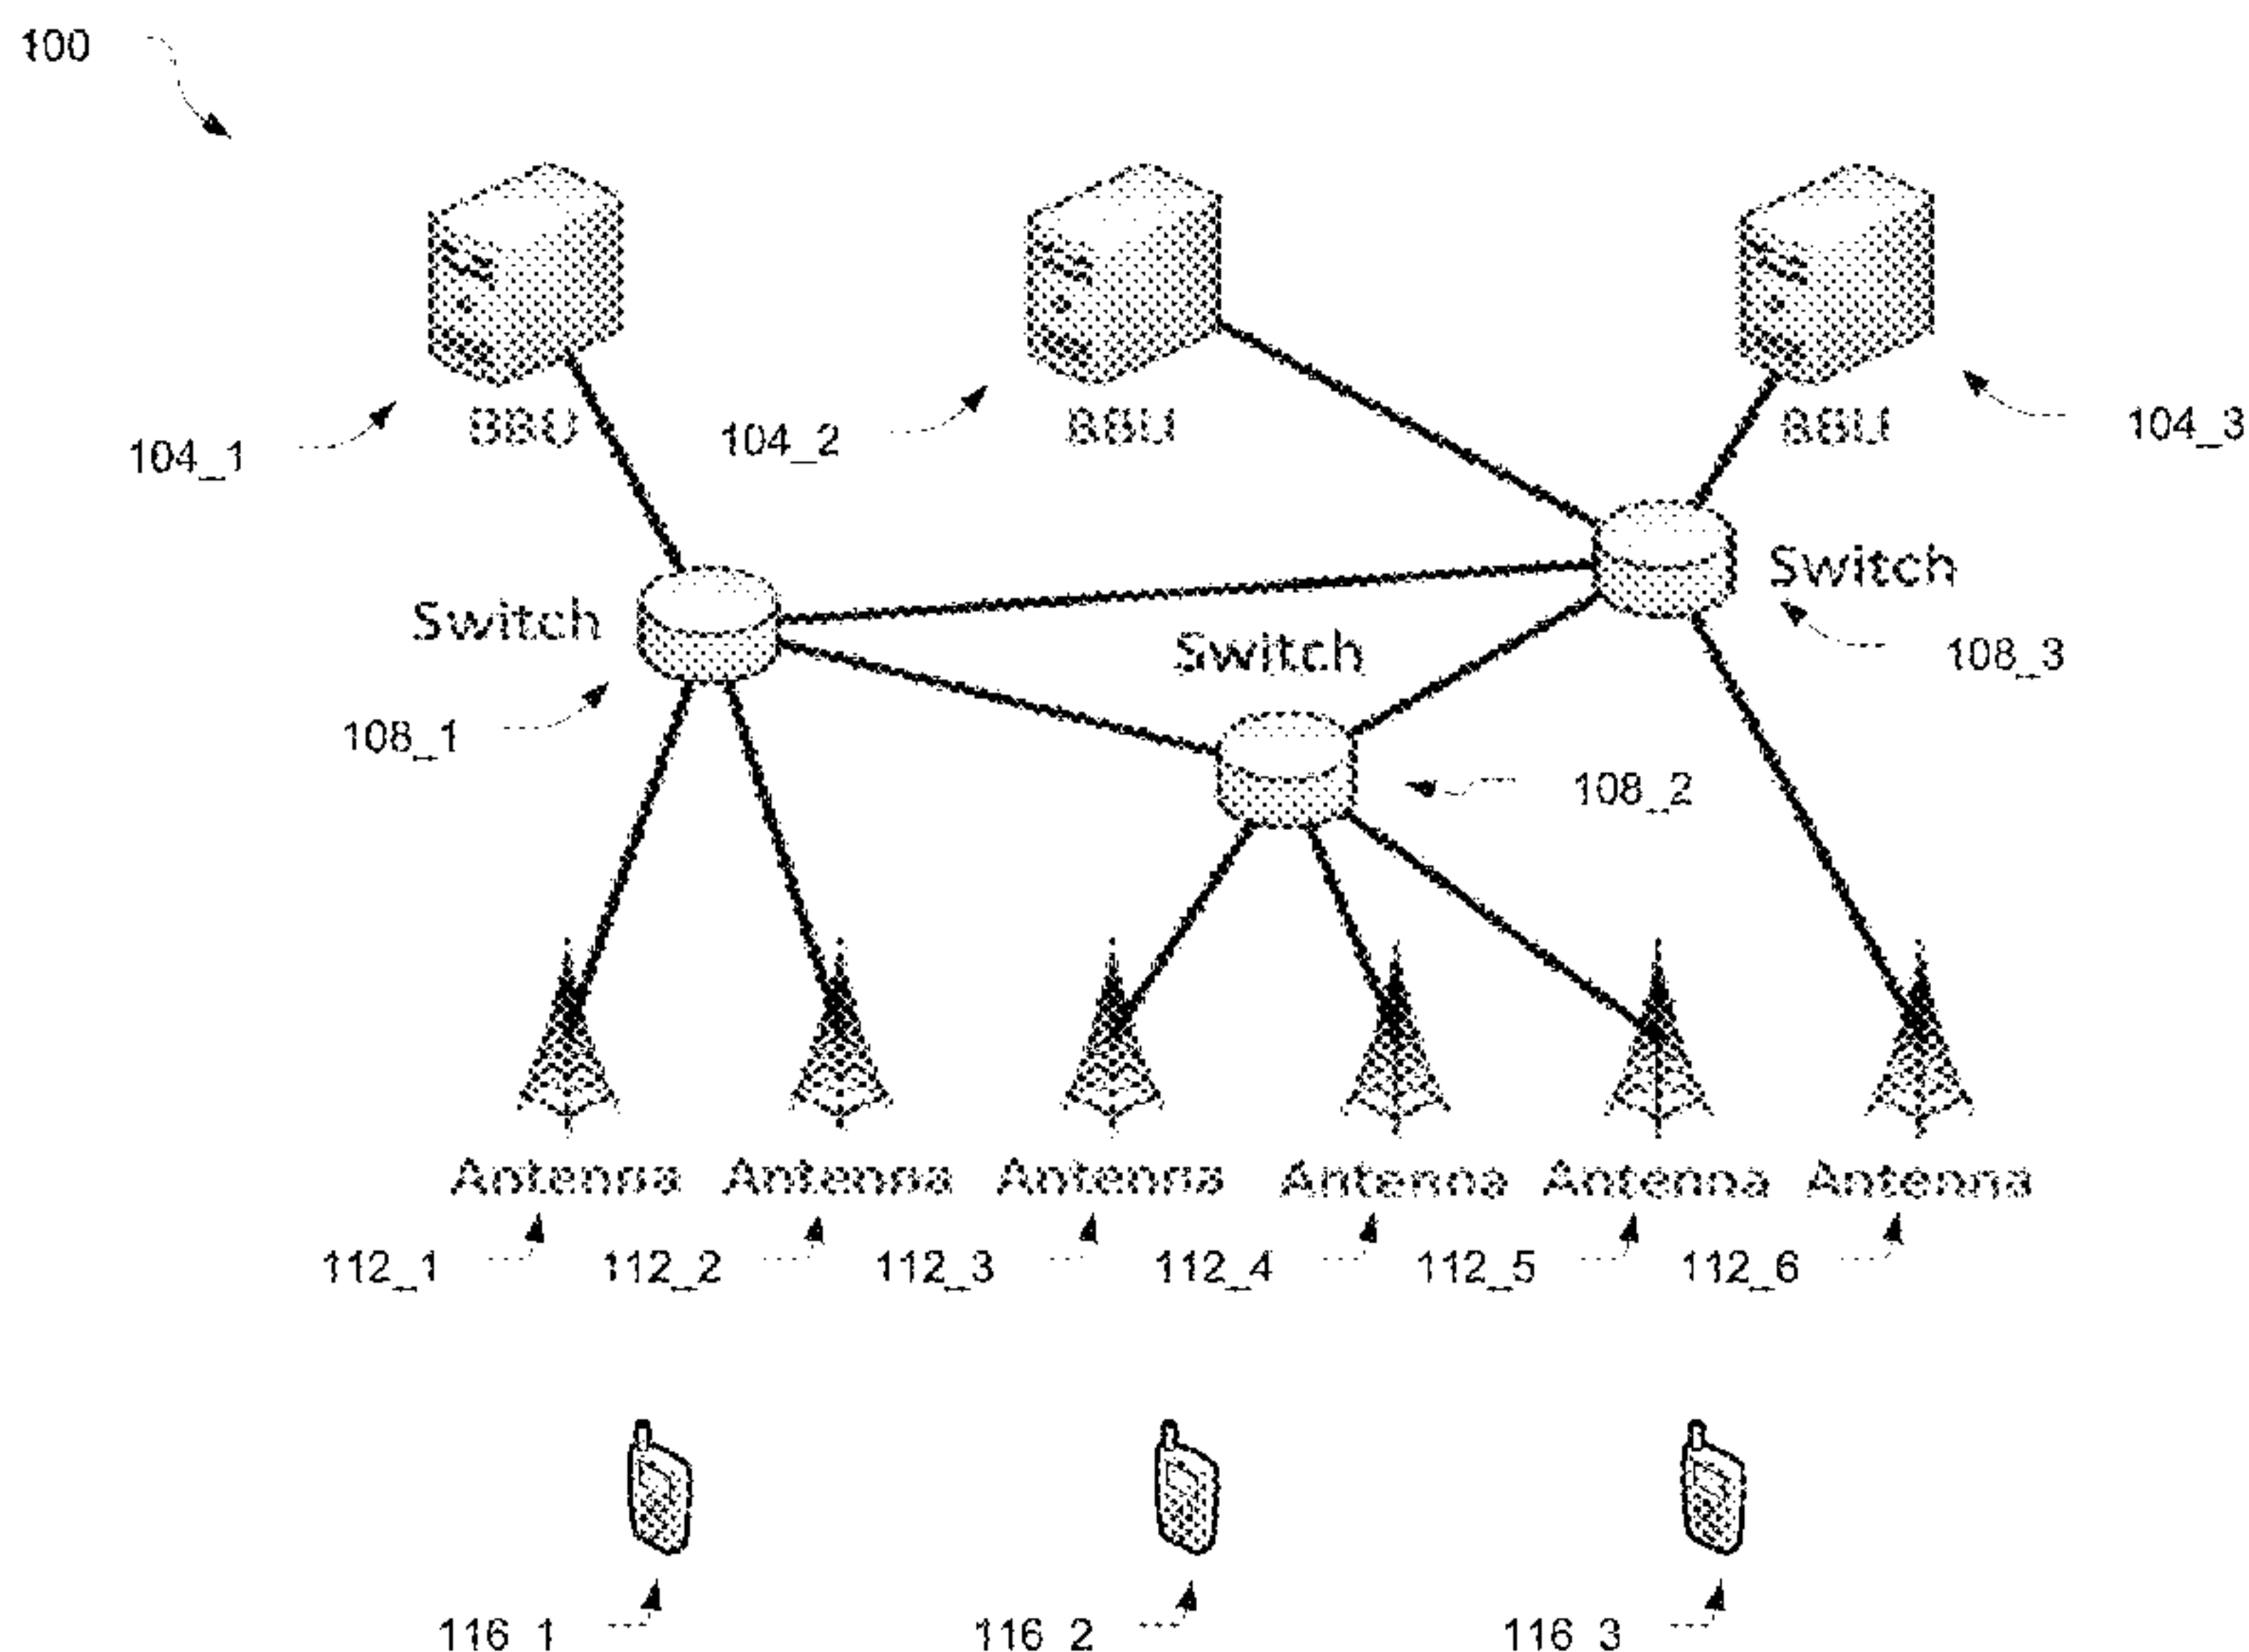 100
BBU BBU BBU
104_1 104_2 104_3
Switch
Switch
Switch
108_3
108_1
108_2
Antenna Antenna Antenna Antenna Antenna Antenna
112_1 112_2 112_3 112_4 112_5 112_6
116_1 116_2 116_3